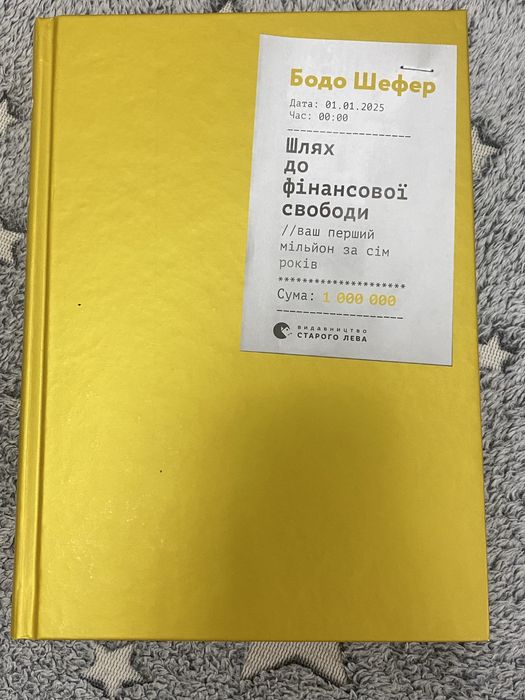 Бодо Шефер
Дата: 01.01.2025
Час: 00:00
--------------------
Шлях
до
фінансової
свободи
//ваш перший
мільйон за сім
років
*********************
Сума: 1 000 000
--------------------
видавництво
СТАРОГО ЛЕВА